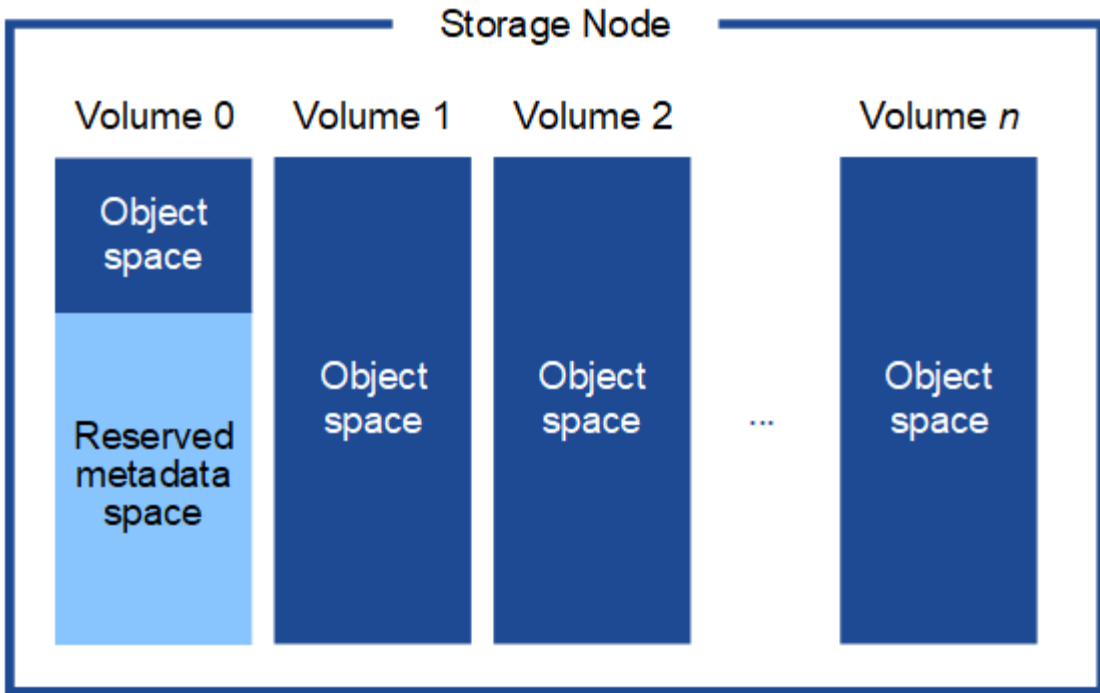 Storage Node
Volume 0
Volume 1
Volume 2
Volume n
Object
space
Reserved
metadata
space
Object
space
Object
space
...
Object
space